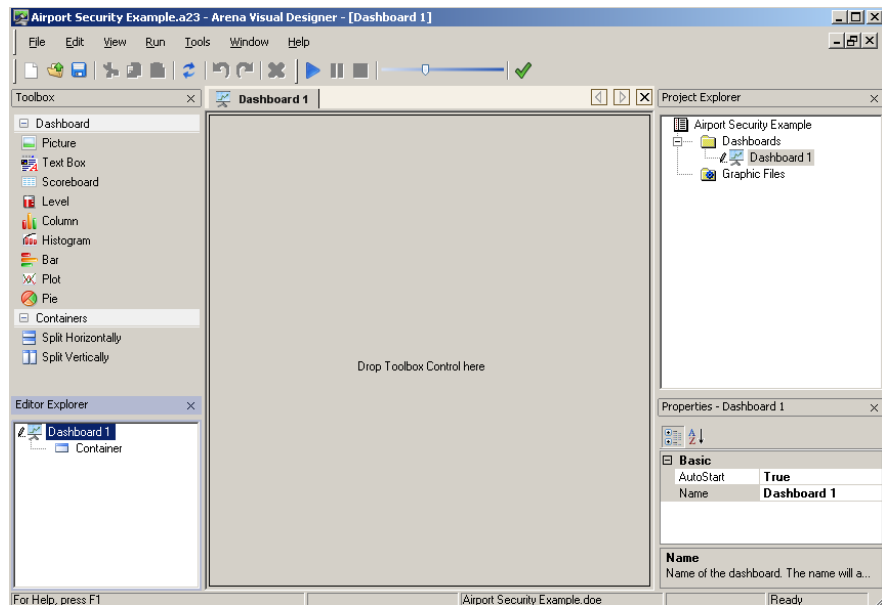 Airport Security Example.a23 - Arena Visual Designer - [Dashboard 1]
File Edit View Run Tools Window Help
Toolbox
Dashboard
Picture
Text Box
Scoreboard
Level
Column
Histogram
Bar
Plot
Pie
Containers
Split Horizontally
Split Vertically
Editor Explorer
Dashboard 1
Container
Dashboard 1
Drop Toolbox Control here
Project Explorer
Airport Security Example
Dashboards
Dashboard 1
Graphic Files
Properties - Dashboard 1
Basic
AutoStart True
Name Dashboard 1
Name
Name of the dashboard. The name will a...
For Help, press F1
Airport Security Example.doe
Ready